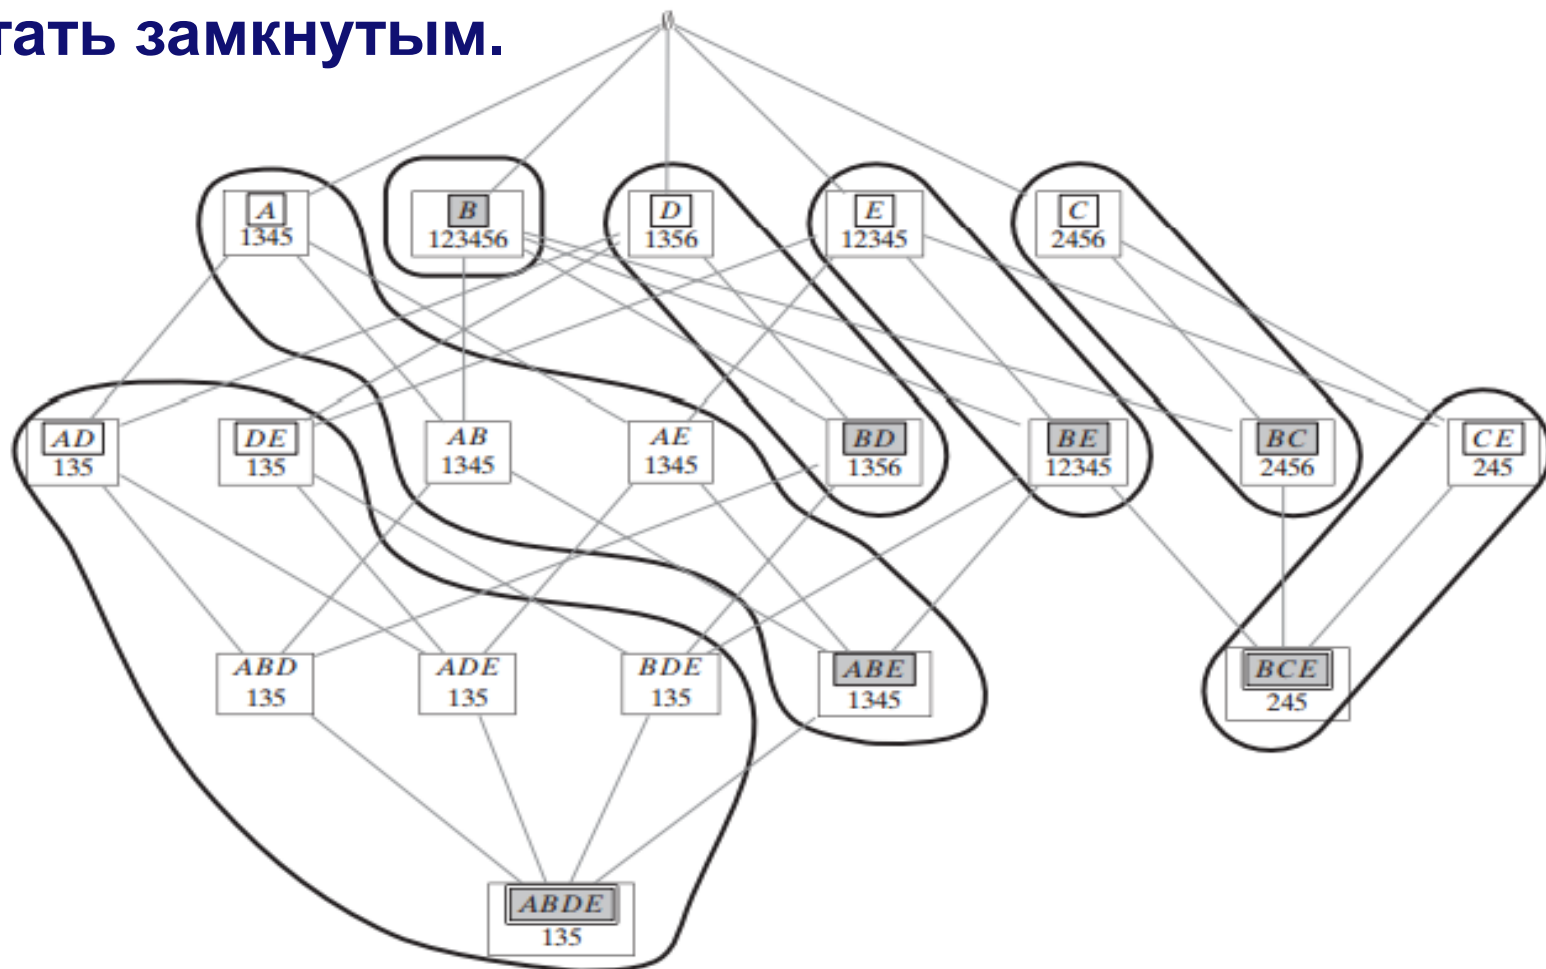 тать замкнутым.
∅
A B D E C
1345 123456 1356 12345 2456
AD DE AB AE BD BE BC CE
135 135 1345 1345 1356 12345 2456 245
ABD ADE BDE ABE BCE
135 135 135 1345 245
ABDE
135